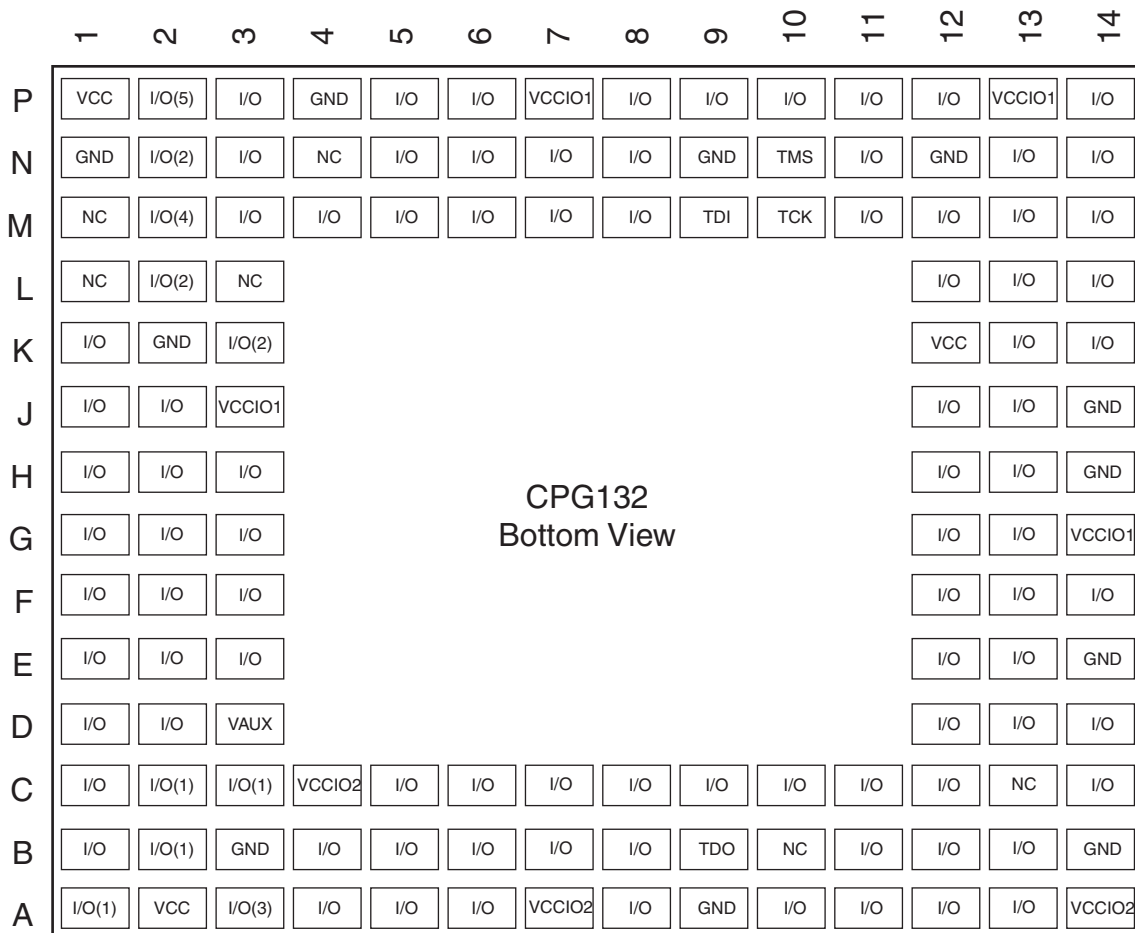 1 2 3 4 5 6 7 8 9 10 11 12 13 14
P VCC I/O(5) I/O GND I/O I/O VCCIO1 I/O I/O I/O I/O I/O VCCIO1 I/O
N GND I/O(2) I/O NC I/O I/O I/O I/O GND TMS I/O GND I/O I/O
M NC I/O(4) I/O I/O I/O I/O I/O I/O TDI TCK I/O I/O I/O I/O
L NC I/O(2) NC I/O I/O I/O
K I/O GND I/O(2) VCC I/O I/O
J I/O I/O VCCIO1 I/O I/O GND
H I/O I/O I/O I/O I/O GND
CPG132
G I/O I/O I/O Bottom View I/O I/O VCCIO1
F I/O I/O I/O I/O I/O I/O
E I/O I/O I/O I/O I/O GND
D I/O I/O VAUX I/O I/O I/O
C I/O I/O(1) I/O(1) VCCIO2 I/O I/O I/O I/O I/O I/O I/O I/O NC I/O
B I/O I/O(1) GND I/O I/O I/O I/O I/O TDO NC I/O I/O I/O GND
A I/O(1) VCC I/O(3) I/O I/O I/O VCCIO2 I/O GND I/O I/O I/O I/O VCCIO2